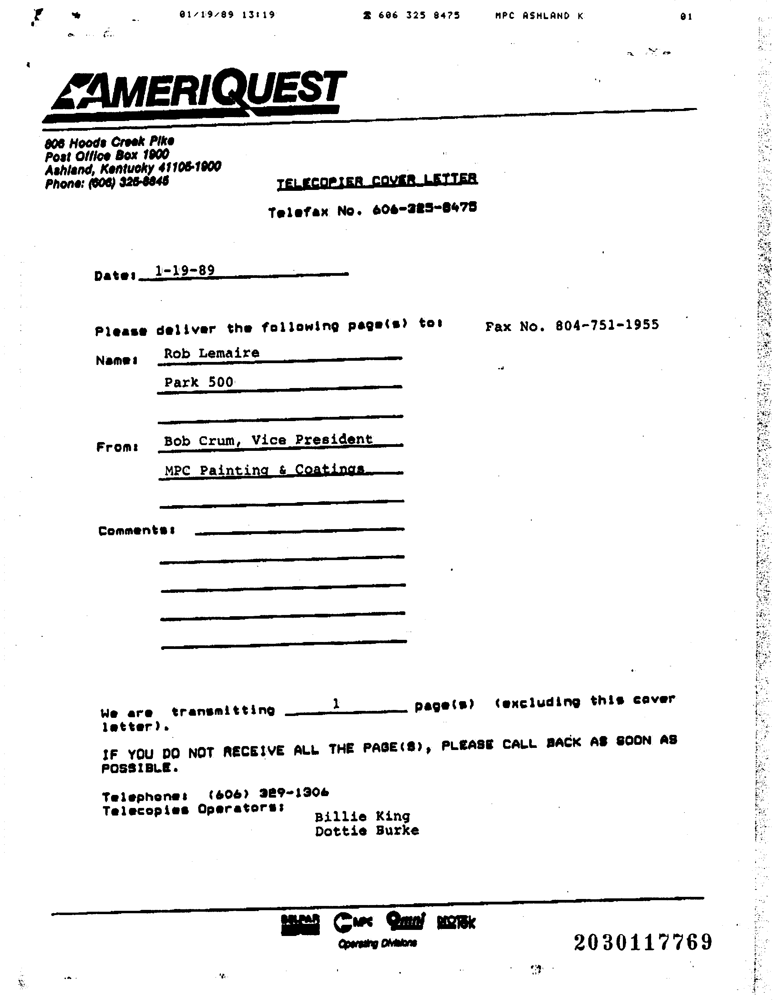 01/19/89 13:19 ☎ 606 325 8475 MPC ASHLAND K 01
AMERIQUEST
806 Hoods Creek Pike
Post Office Box 1900
Ashland, Kentucky 41105-1900
Phone: (606) 325-8845
TELECOPIER COVER LETTER
Telefax No. 606-325-8475
Date: 1-19-89
Please deliver the following page(s) to: Fax No. 804-751-1955
Name: Rob Lemaire
Park 500
From: Bob Crum, Vice President
MPC Painting & Coatings
Comments:
We are transmitting 1 page(s) (excluding this cover
letter).
IF YOU DO NOT RECEIVE ALL THE PAGE(S), PLEASE CALL BACK AS SOON AS
POSSIBLE.
Telephone: (606) 329-1306
Telecopies Operators:
Billie King
Dottie Burke
BELPAR MPC Omni
Operating Divisions
2030117769